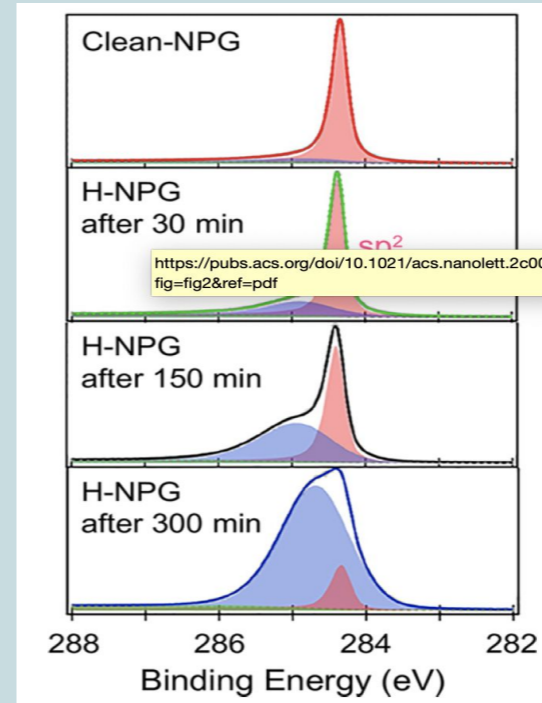 Clean-NPG
H-NPG
after 30 min
sp²
https://pubs.acs.org/doi/10.1021/acs.nanolett.2c00
fig=fig2&ref=pdf
H-NPG
after 150 min
H-NPG
after 300 min
288 286 284 282
Binding Energy (eV)